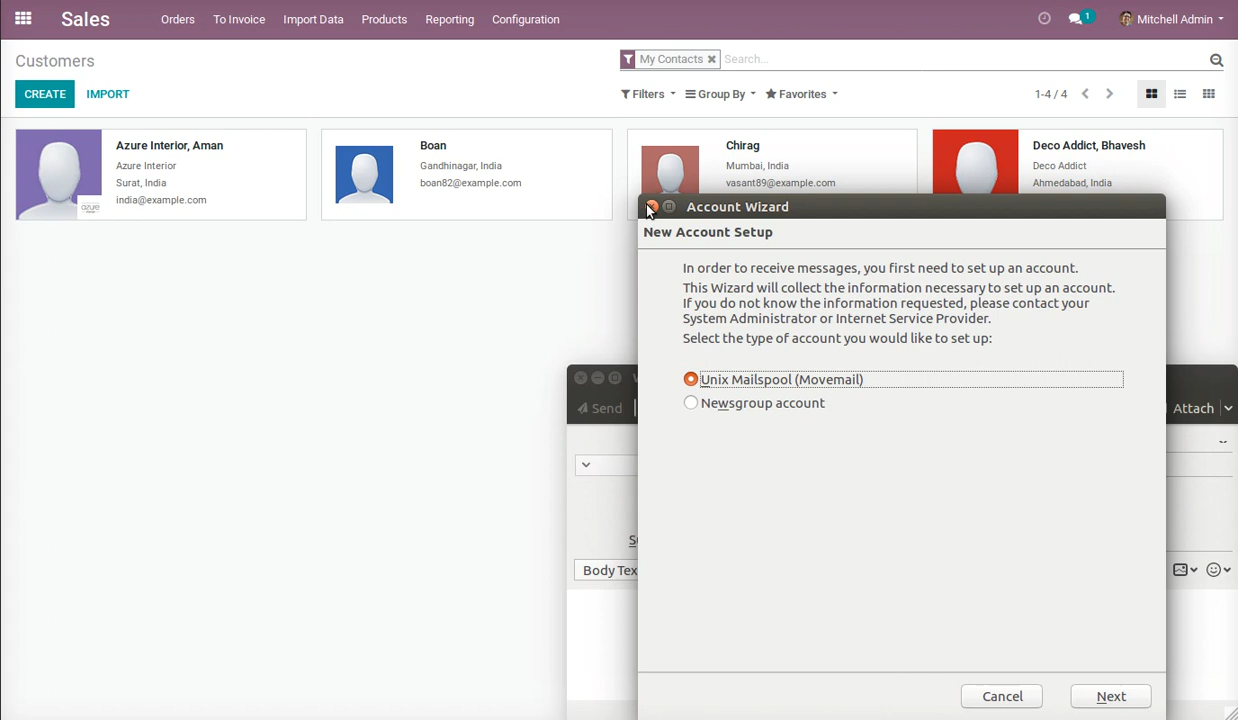 Sales
Orders To Invoice Import Data Products Reporting Configuration
1 Mitchell Admin
Customers
My Contacts Search...
CREATE IMPORT
Filters Group By Favorites
1-4 / 4
Azure Interior, Aman
Azure Interior
Surat, India
india@example.com
azure
Boan
Gandhinagar, India
boan82@example.com
Chirag
Mumbai, India
vasant89@example.com
Deco Addict, Bhavesh
Deco Addict
Ahmedabad, India
Account Wizard
New Account Setup
In order to receive messages, you first need to set up an account.
This Wizard will collect the information necessary to set up an account.
If you do not know the information requested, please contact your
System Administrator or Internet Service Provider.
Select the type of account you would like to set up:
Unix Mailspool (Movemail)
Newsgroup account
Send
Attach
S
Body Tex
Cancel Next